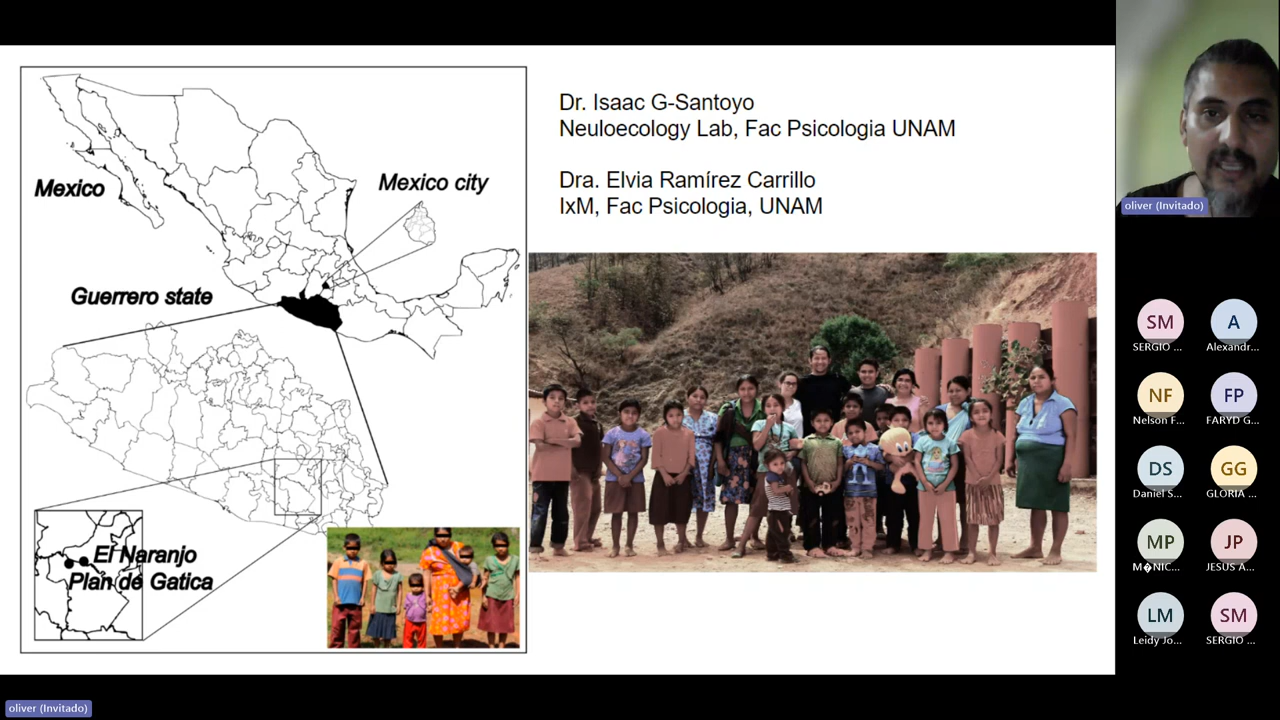 Dr. Isaac G-Santoyo
Neuloecology Lab, Fac Psicologia UNAM
Dra. Elvia Ramírez Carrillo
IxM, Fac Psicologia, UNAM
Mexico
Mexico city
Guerrero state
El Naranjo
Plan de Gatica
oliver (Invitado)
SM
SERGIO ...
A
Alexandr...
NF
Nelson F...
FP
FARYD G...
DS
Daniel S...
GG
GLORIA ...
MP
M�NIC...
JP
JESUS A...
LM
Leidy Jo...
SM
SERGIO ...
oliver (Invitado)